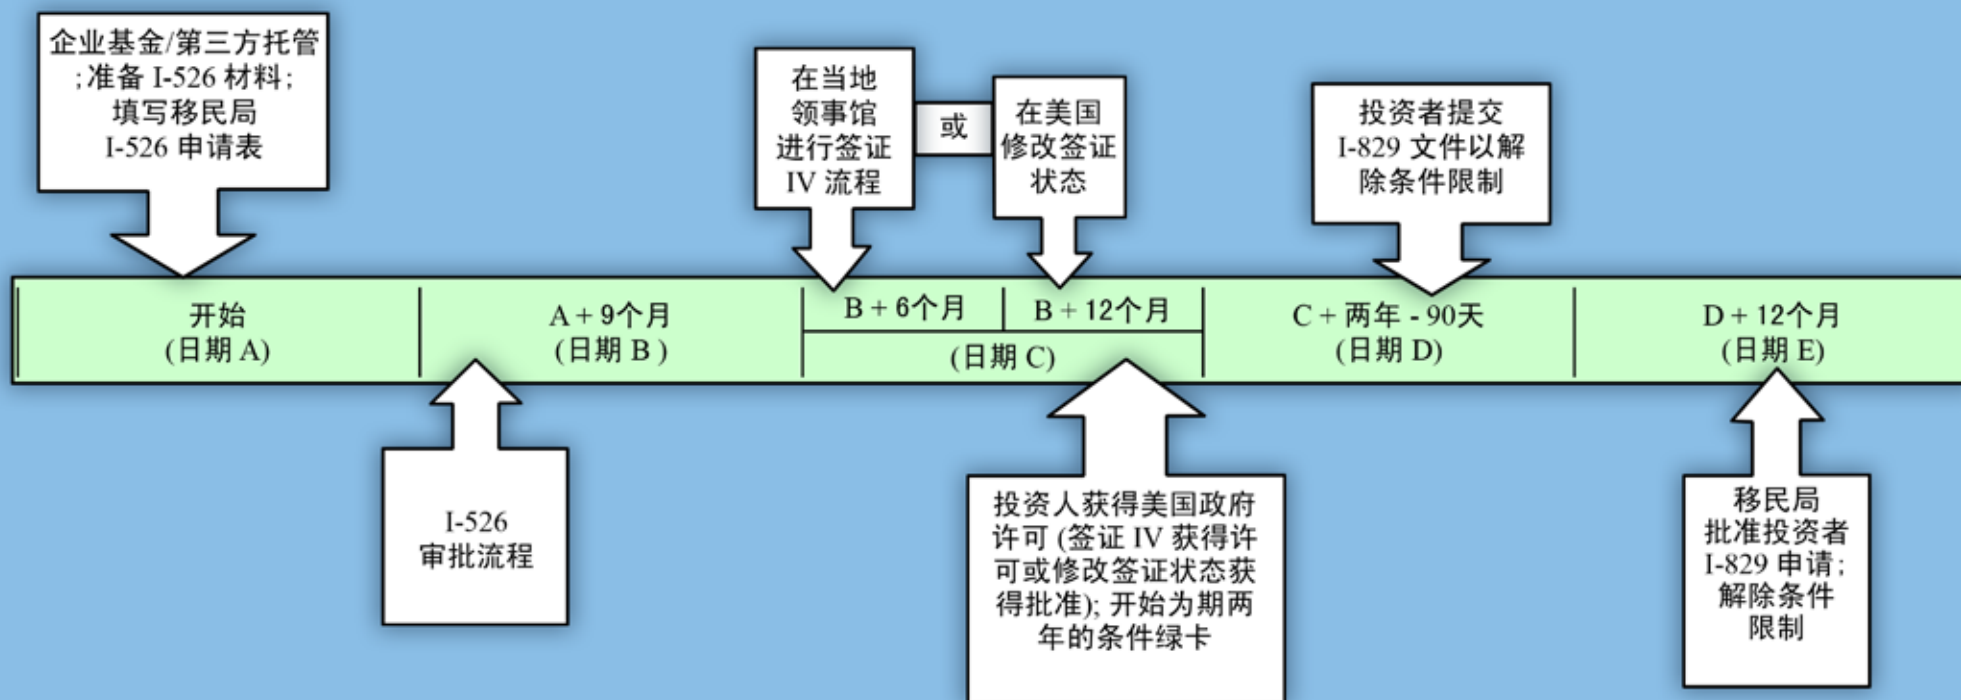 企业基金/第三方托管
;准备 I-526 材料;
填写移民局
I-526 申请表
在当地
领事馆
进行签证
IV 流程
或
在美国
修改签证
状态
投资者提交
I-829 文件以解
除条件限制
开始
(日期 A)
A + 9个月
(日期 B )
B + 6个月
B + 12个月
(日期 C)
C + 两年 - 90天
(日期 D)
D + 12个月
(日期 E)
I-526
审批流程
投资人获得美国政府
许可 (签证 IV 获得许
可或修改签证状态获
得批准); 开始为期两
年的条件绿卡
移民局
批准投资者
I-829 申请;
解除条件
限制